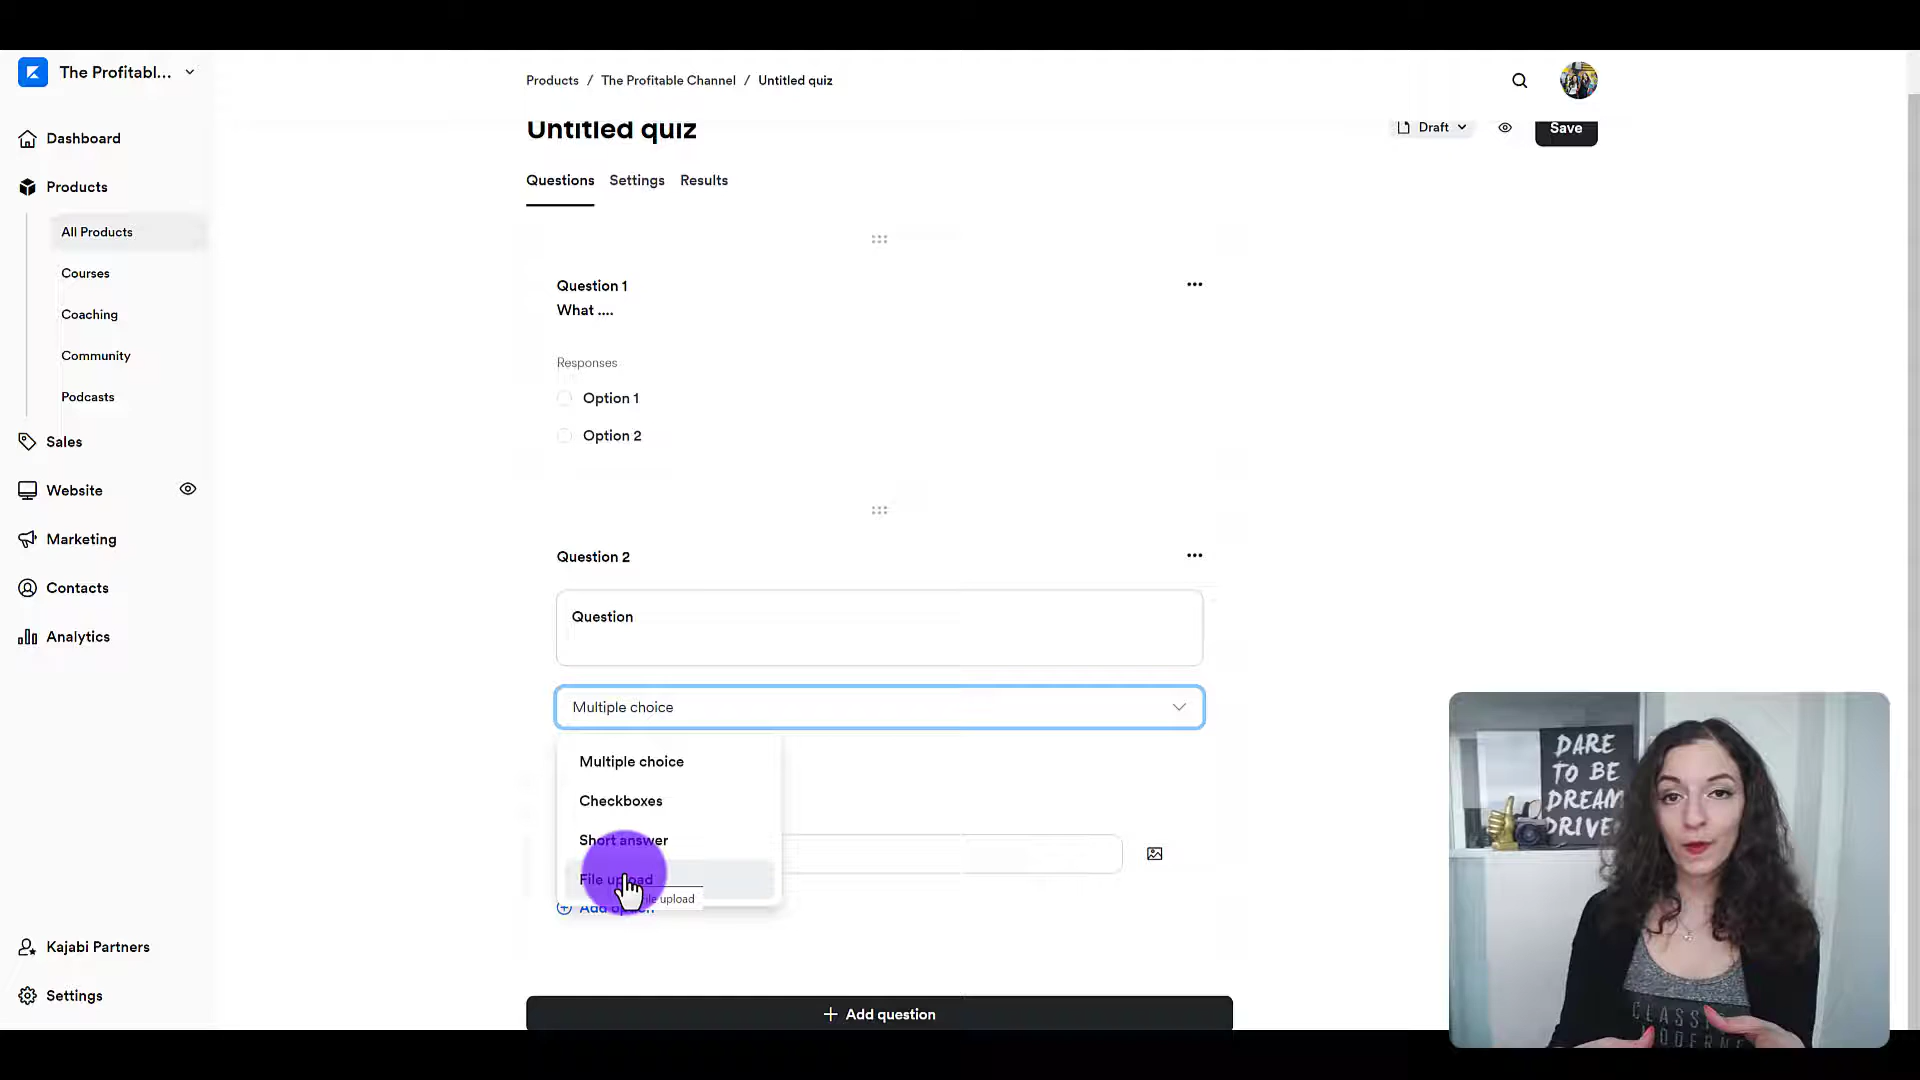 The Profitabl...
Products / The Profitable Channel / Untitled quiz
Untitled quiz
Draft
Save
Dashboard
Products
All Products
Courses
Coaching
Community
Podcasts
Sales
Website
Marketing
Contacts
Analytics
Kajabi Partners
Settings
Questions Settings Results
Question 1
What ....
Responses
Option 1
Option 2
Question 2
Question
Multiple choice
Multiple choice
Checkboxes
Short answer
File upload
File upload
Add option
Add question
DARE
TO BE
DREAM
DRIVE
CLASS
MODERN